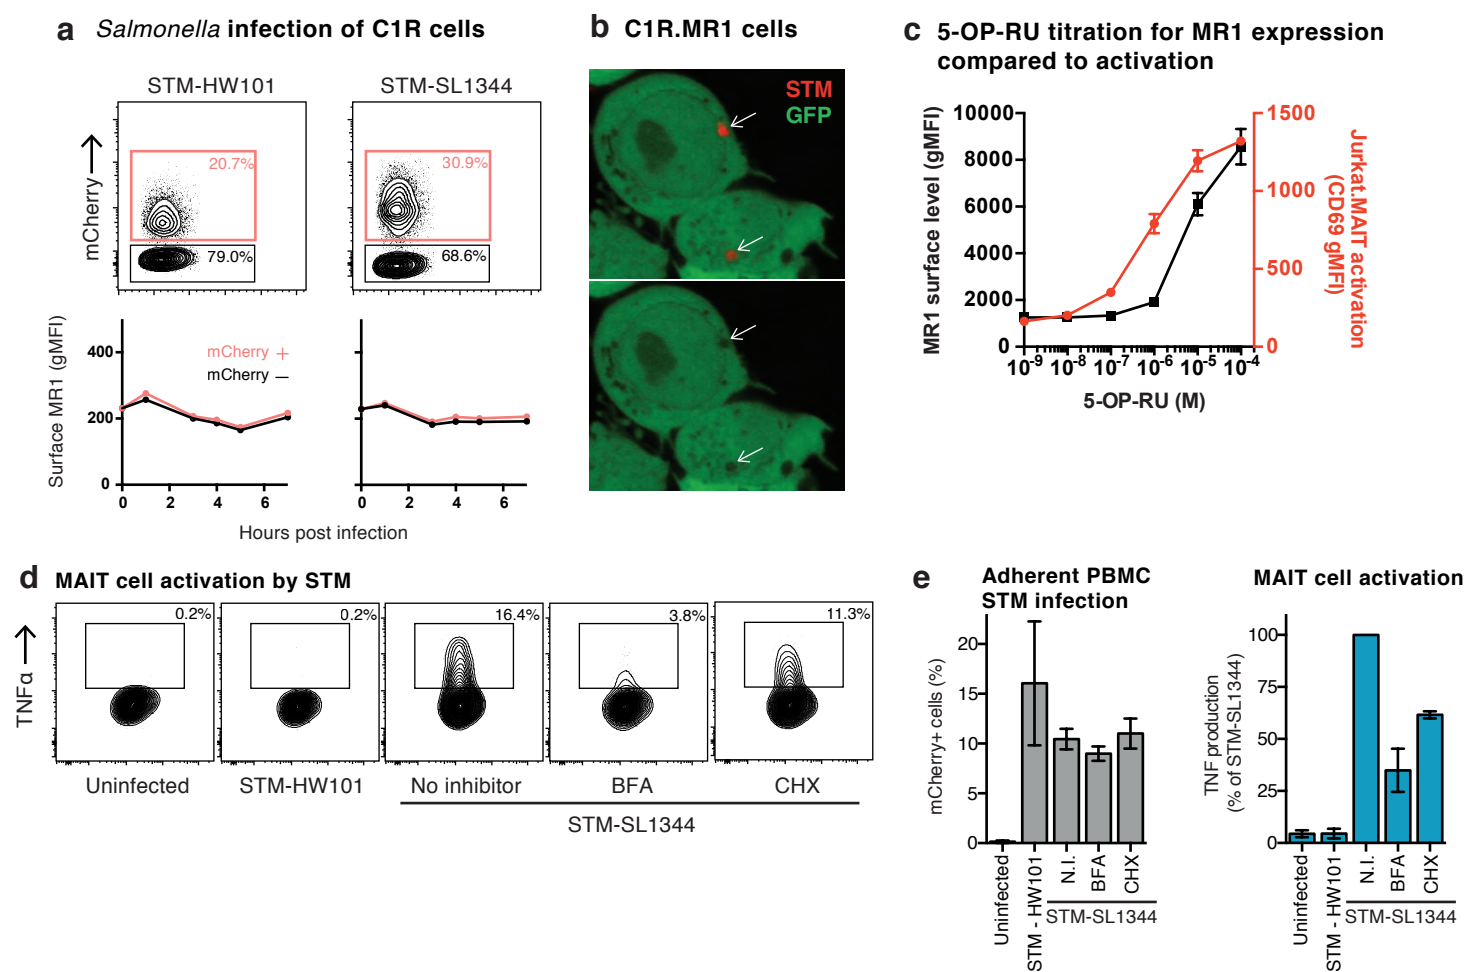 a Salmonella infection of C1R cells
STM-HW101
STM-SL1344
mCherry
20.7%
79.0%
30.9%
68.6%
Surface MR1 (gMFI)
400
200
0
mCherry +
mCherry –
0 2 4 6
0 2 4 6
Hours post infection
b C1R.MR1 cells
STM
GFP
c 5-OP-RU titration for MR1 expression
compared to activation
MR1 surface level (gMFI)
10000
8000
6000
4000
2000
0
1500
1000
500
0
Jurkat.MAIT activation
(CD69 gMFI)
10-9 10-8 10-7 10-6 10-5 10-4
5-OP-RU (M)
d MAIT cell activation by STM
TNFα
0.2%
0.2%
16.4%
3.8%
11.3%
Uninfected
STM-HW101
No inhibitor
BFA
CHX
STM-SL1344
e Adherent PBMC
STM infection
mCherry+ cells (%)
20
15
10
5
0
Uninfected
STM - HW101
N.I.
BFA
CHX
STM-SL1344
MAIT cell activation
TNF production
(% of STM-SL1344)
100
75
50
25
0
Uninfected
STM - HW101
N.I.
BFA
CHX
STM-SL1344